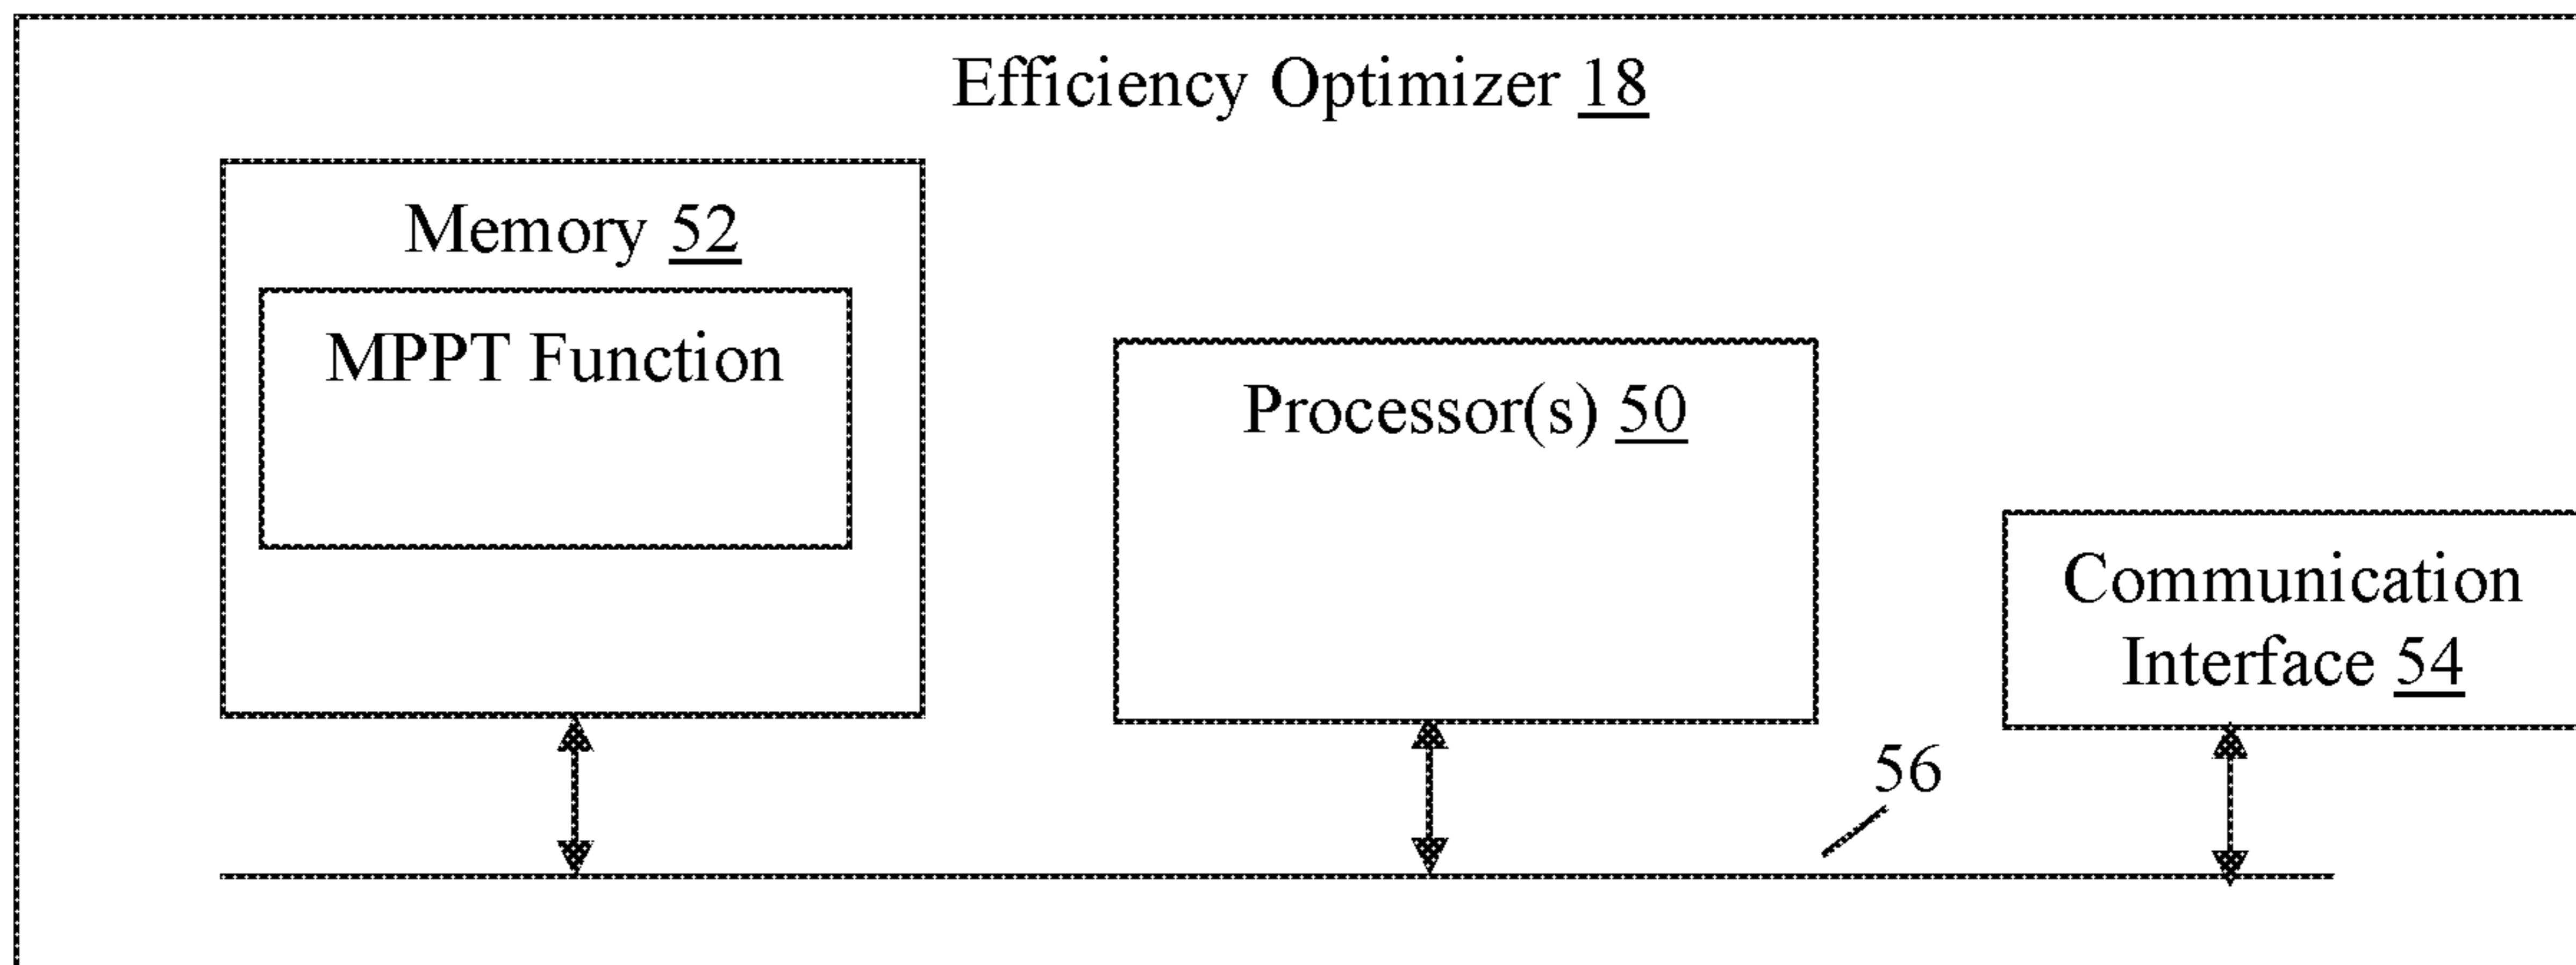 Efficiency Optimizer 18
Memory 52
MPPT Function
Processor(s) 50
Communication
Interface 54
56